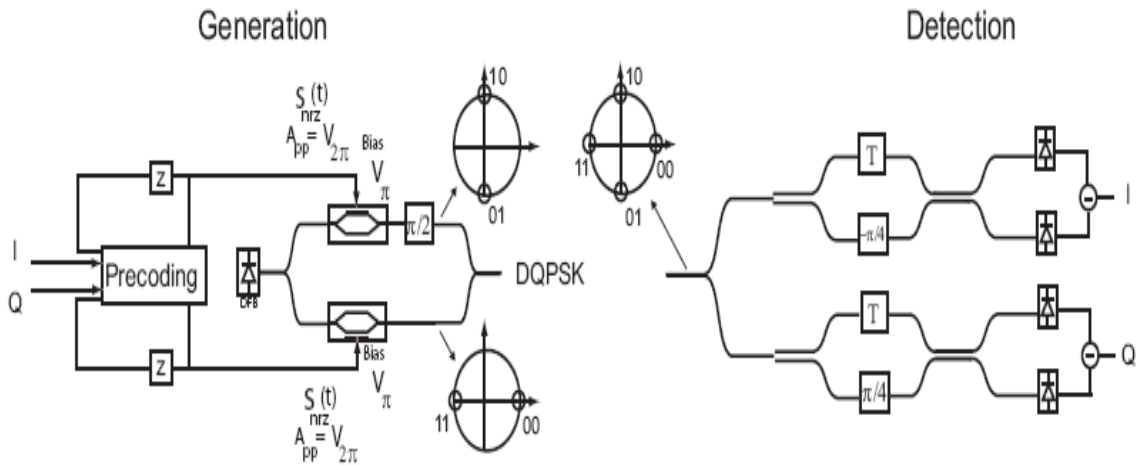 Generation
Detection
S_nrz(t)
A_pp = V_2π
Bias
V_π
10
01
10
11
00
01
z
I
Q
Precoding
DFB
π/2
DQPSK
z
Bias
V_π
S_nrz(t)
A_pp = V_2π
11
00
T
-π/4
-
I
T
π/4
-
Q